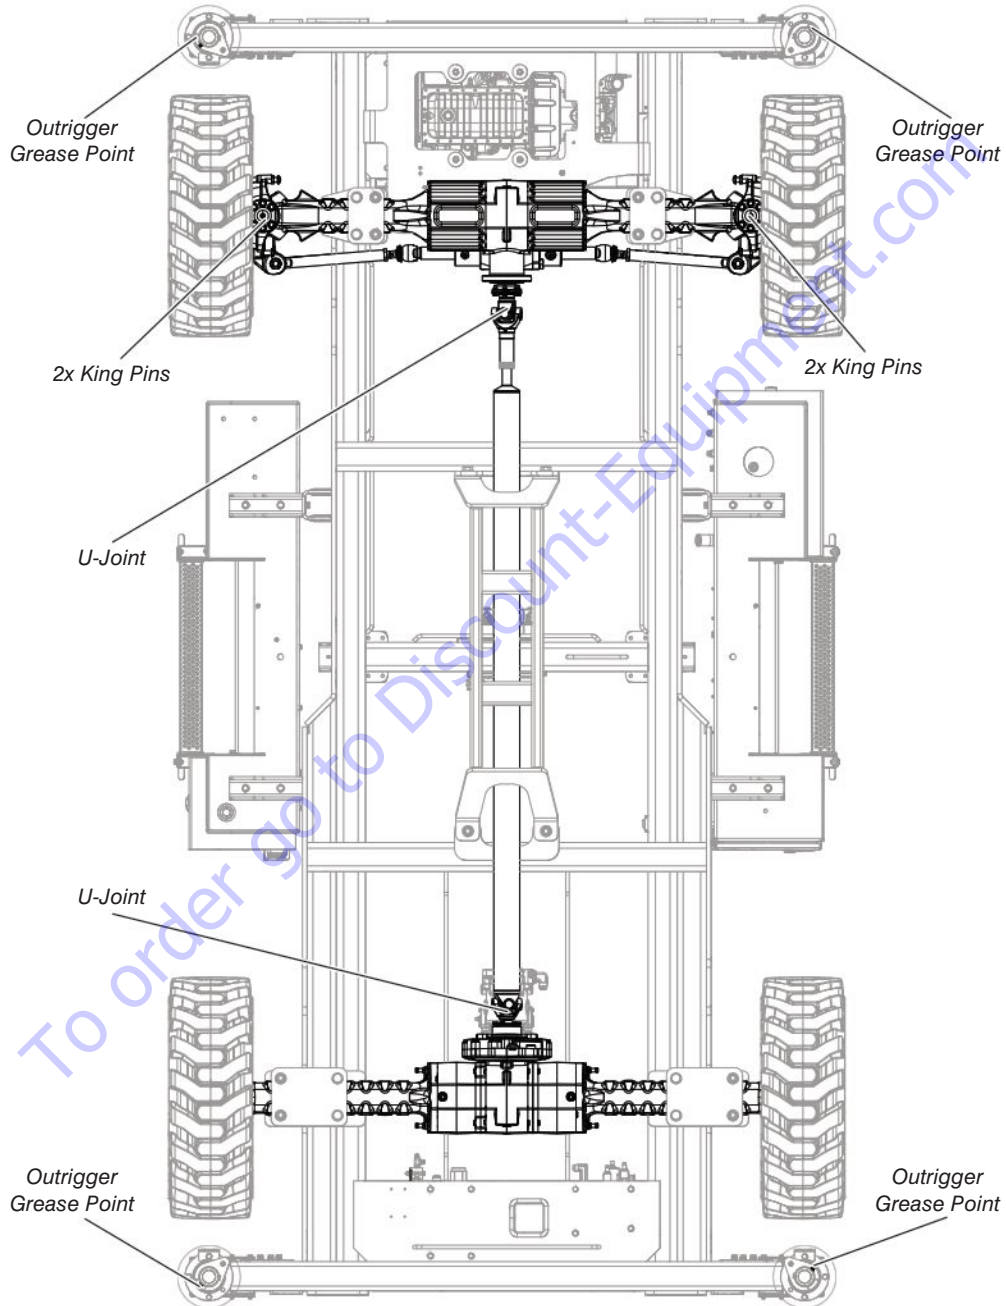 Outrigger
Grease Point
Outrigger
Grease Point
2x King Pins
2x King Pins
U-Joint
U-Joint
Outrigger
Grease Point
Outrigger
Grease Point
To order go to Discount-Equipment.com